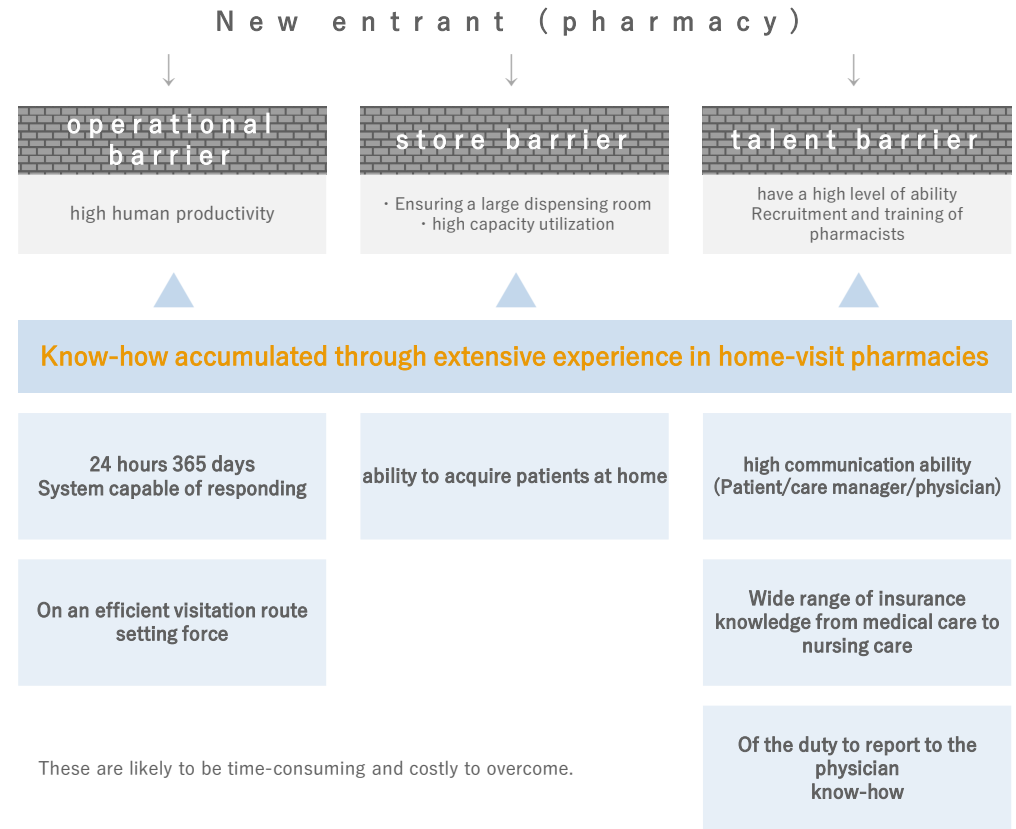 New entrant (pharmacy)
operational
barrier
high human productivity
store barrier
・Ensuring a large dispensing room
・high capacity utilization
talent barrier
have a high level of ability
Recruitment and training of
pharmacists
Know-how accumulated through extensive experience in home-visit pharmacies
24 hours 365 days
System capable of responding
On an efficient visitation route
setting force
ability to acquire patients at home
high communication ability
(Patient/care manager/physician)
Wide range of insurance
knowledge from medical care to
nursing care
Of the duty to report to the
physician
know-how
These are likely to be time-consuming and costly to overcome.